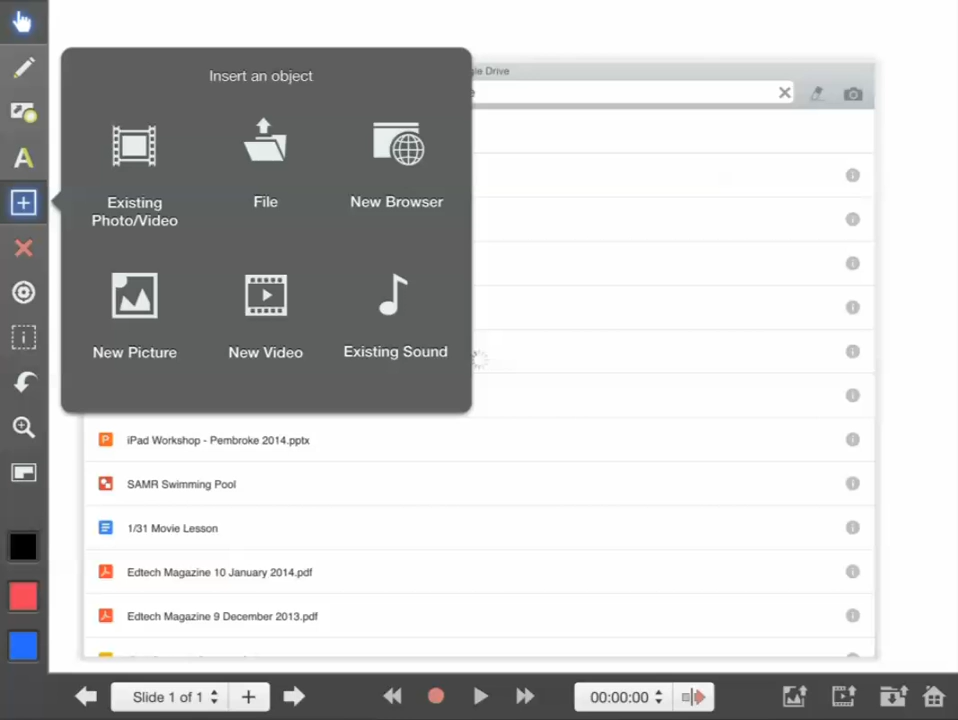 Insert an object
Existing
Photo/Video
File
New Browser
New Picture
New Video
Existing Sound
Drive
iPad Workshop - Pembroke 2014.pptx
SAMR Swimming Pool
1/31 Movie Lesson
Edtech Magazine 10 January 2014.pdf
Edtech Magazine 9 December 2013.pdf
Slide 1 of 1
00:00:00